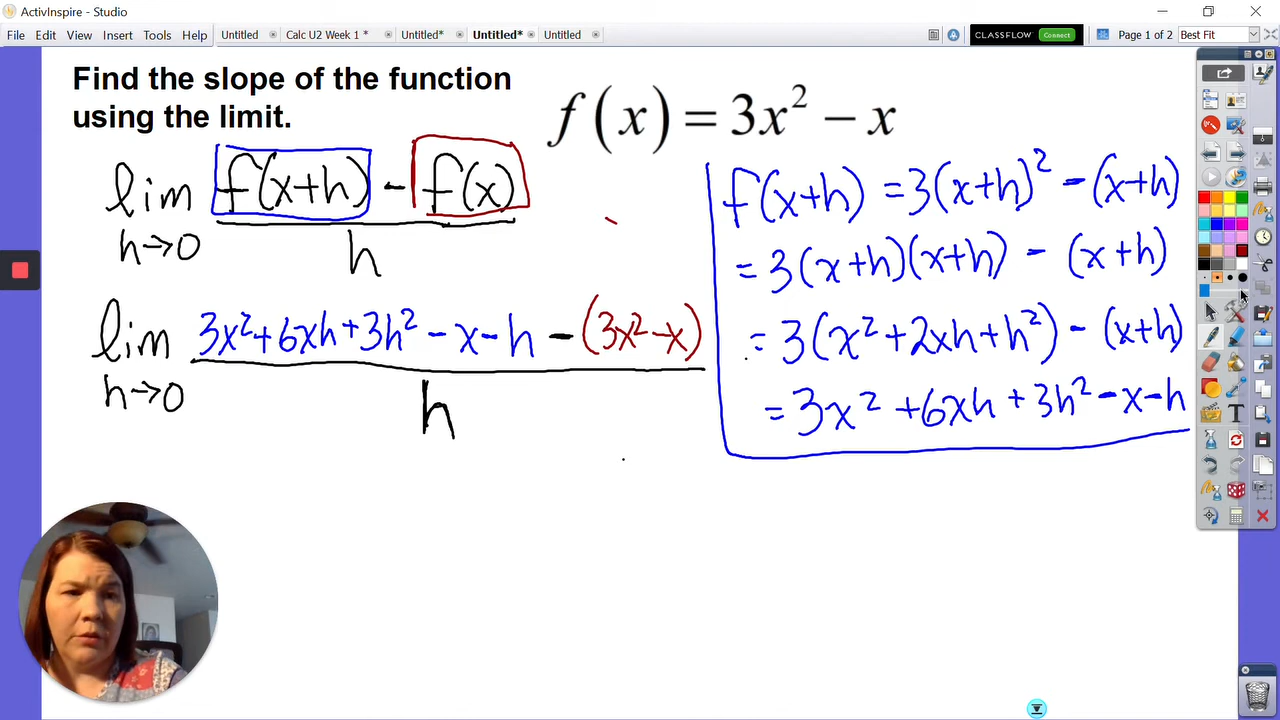 ActivInspire - Studio
File Edit View Insert Tools Help Untitled Calc U2 Week 1 * Untitled* Untitled* Untitled CLASSFLOW Connect Page 1 of 2 Best Fit
Find the slope of the function
using the limit.
f(x) = 3x² − x
lim h→0 f(x+h) − f(x) / h
lim h→0 3x²+6xh+3h²−x−h−(3x²−x) / h
f(x+h) = 3(x+h)² − (x+h)
= 3(x+h)(x+h) − (x+h)
= 3(x²+2xh+h²) − (x+h)
= 3x²+6xh+3h²−x−h